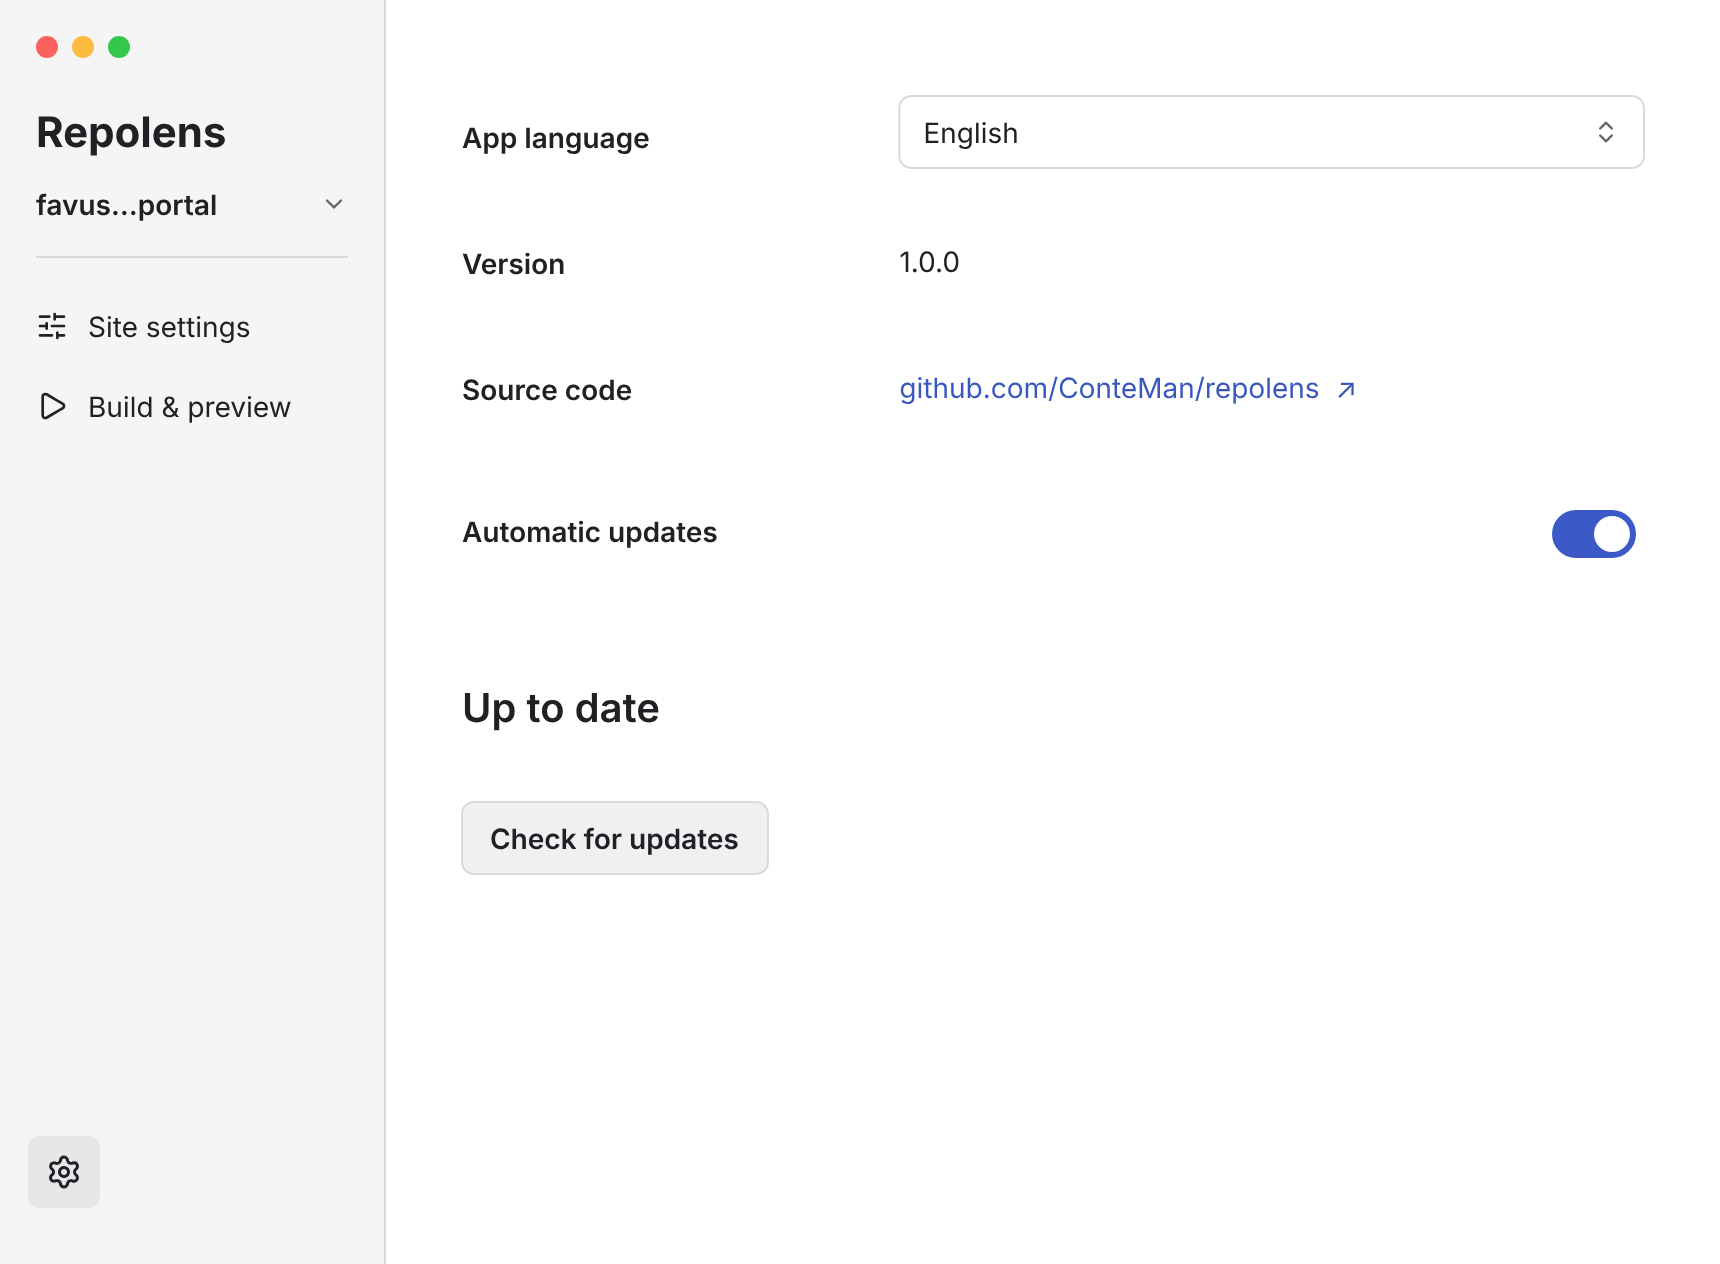 Repolens
favus...portal
Site settings
Build & preview
App language
English
Version
1.0.0
Source code
github.com/ConteMan/repolens
Automatic updates
Up to date
Check for updates